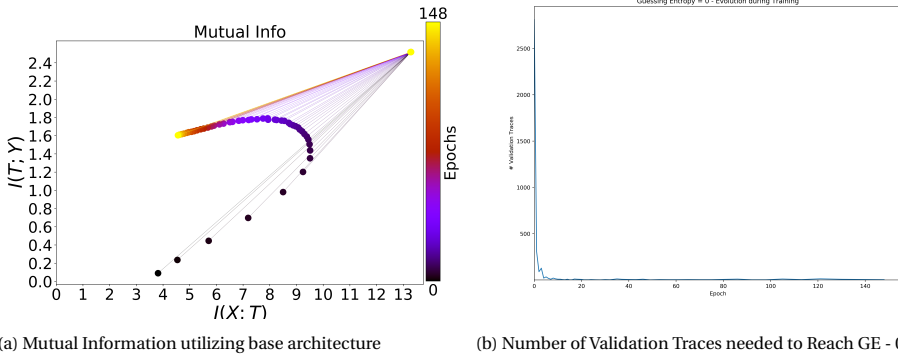 148
Mutual Info
2.4
2.2
2.0
1.8
1.6
1.4
1.2
1.0
0.8
0.6
0.4
0.2
0.0
I(T; Y)
0 1 2 3 4 5 6 7 8 9 10 11 12 13
I(X; T)
Epochs
0
Guessing Entropy = 0 - Evolution during Training
2500
2000
1500
1000
500
# Validation Traces
0 20 40 60 80 100 120 140
Epoch
(a) Mutual Information utilizing base architecture
(b) Number of Validation Traces needed to Reach GE - 0